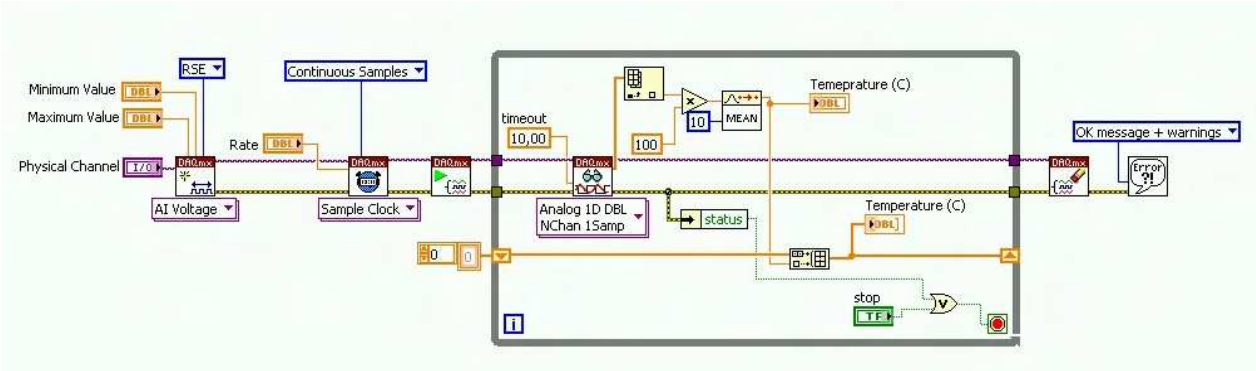 RSE
Continuous Samples
Minimum Value
DBL
Maximum Value
DBL
Rate
DBL
Physical Channel
I/O
DAQmx
AI Voltage
DAQmx
Sample Clock
DAQmx
timeout
10,00
DAQmx
Analog 1D DBL
NChan 1Samp
100
10
MEAN
Temeprature (C)
DBL
status
Temperature (C)
DBL
0
0
stop
TF
V
i
OK message + warnings
DAQmx
Error
?!